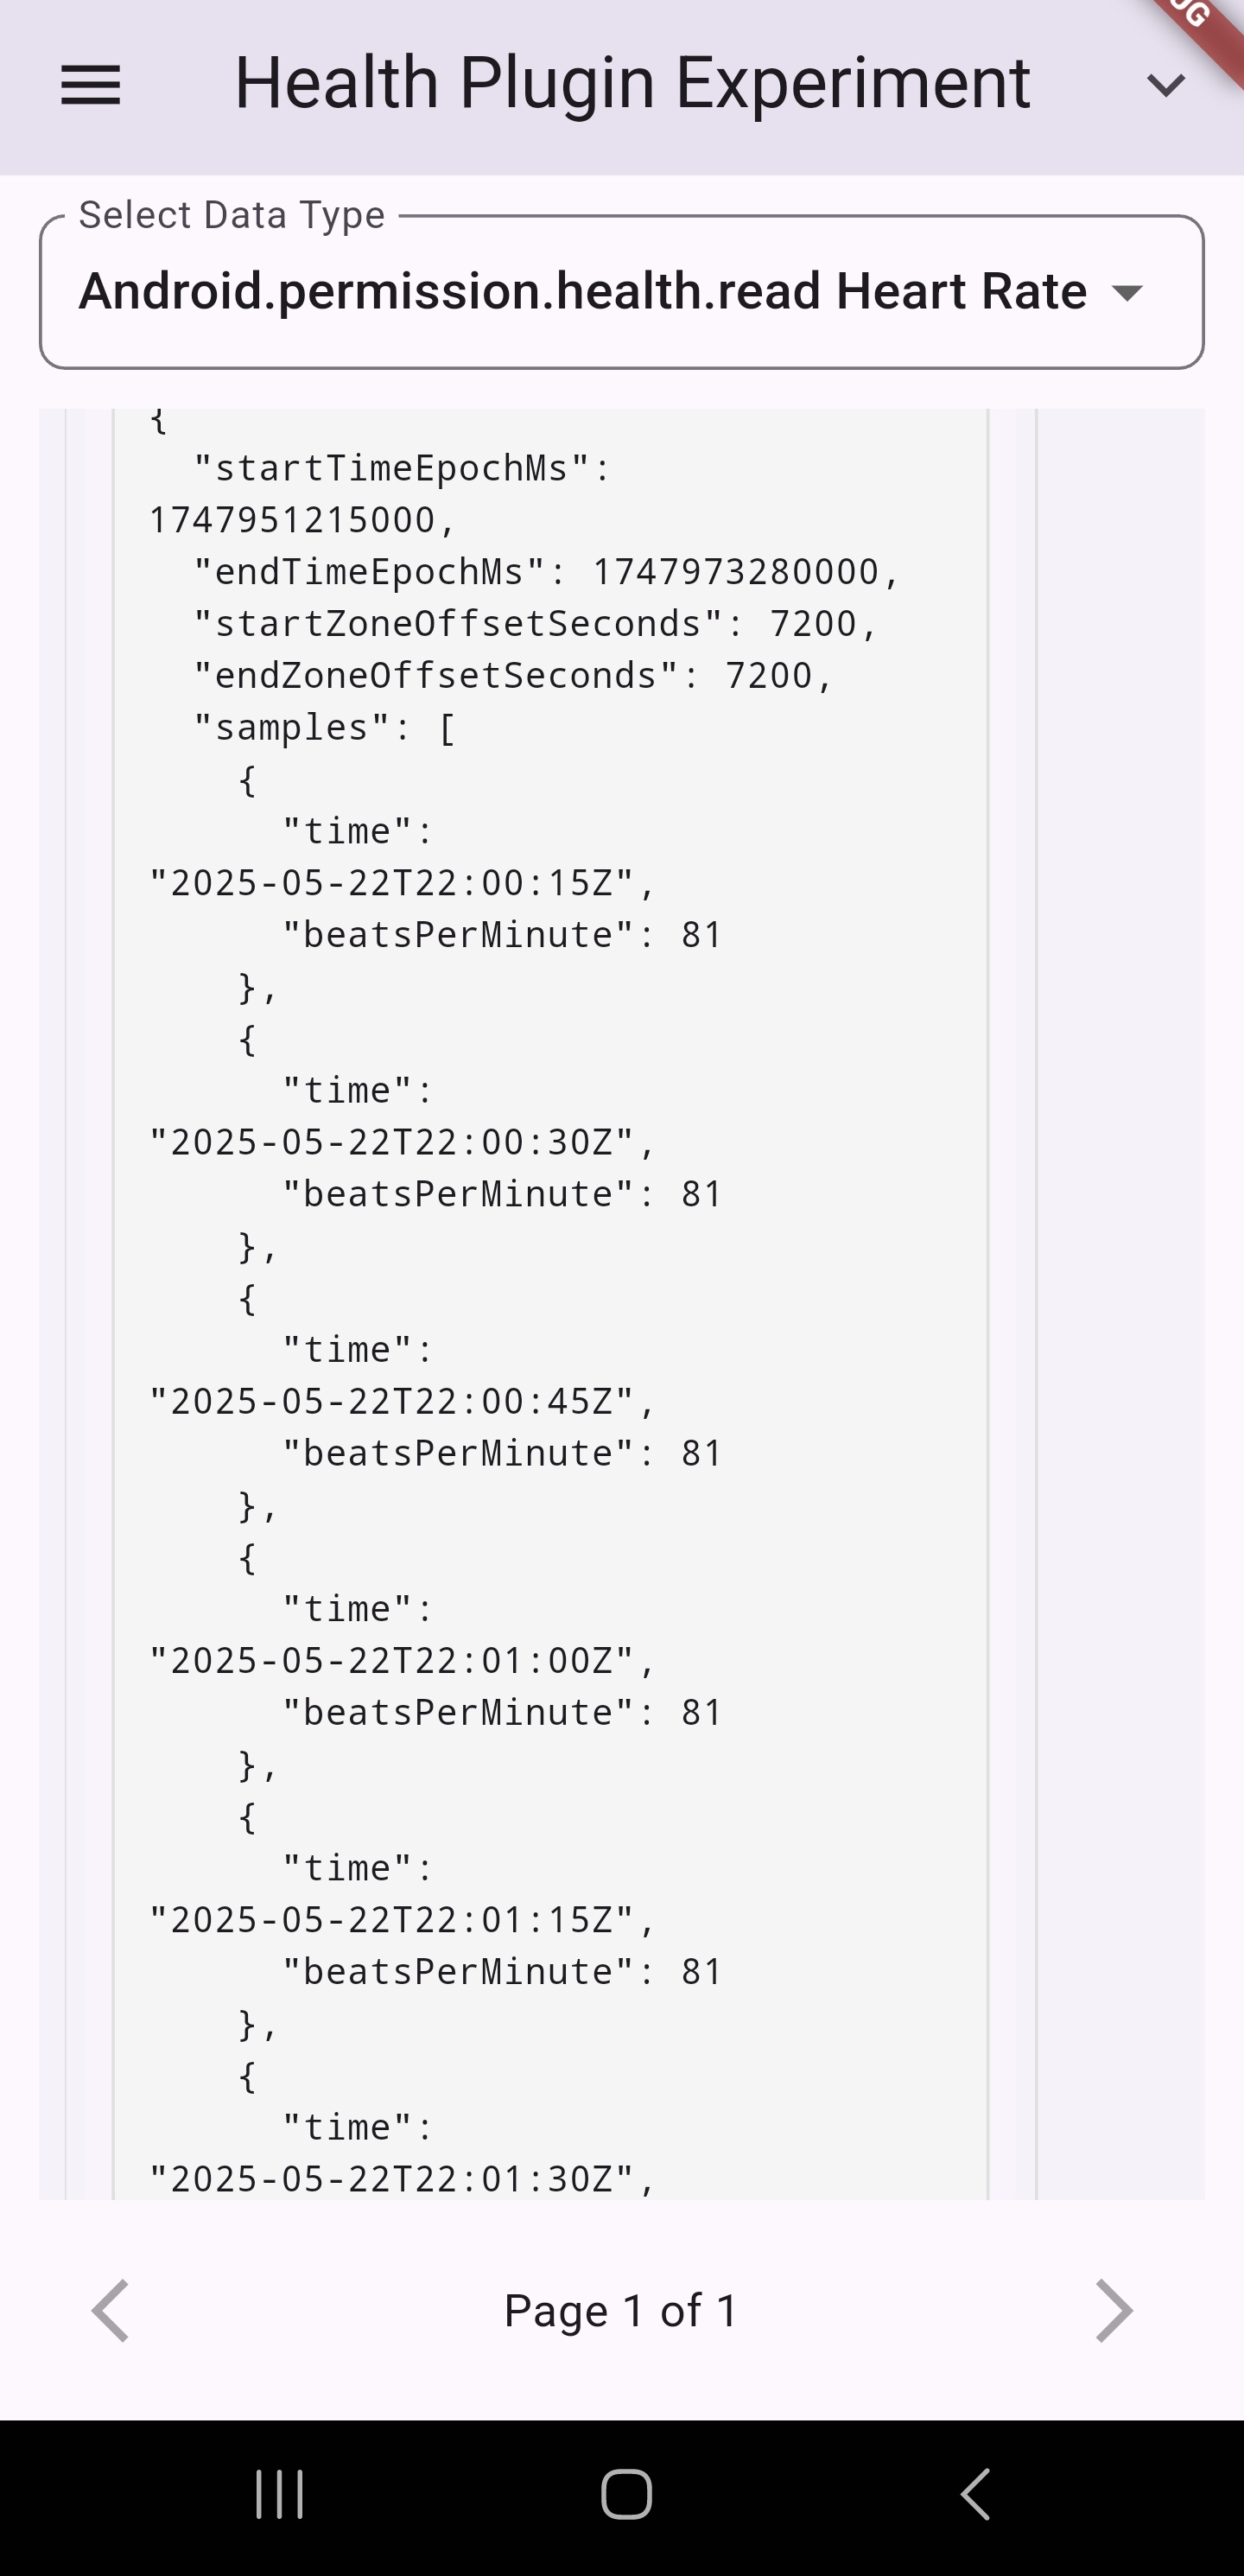 Health Plugin Experiment
Select Data Type
Android.permission.health.read Heart Rate
{
"startTimeEpochMs":
1747951215000,
"endTimeEpochMs": 1747973280000,
"startZoneOffsetSeconds": 7200,
"endZoneOffsetSeconds": 7200,
"samples": [
{
"time":
"2025-05-22T22:00:15Z",
"beatsPerMinute": 81
},
{
"time":
"2025-05-22T22:00:30Z",
"beatsPerMinute": 81
},
{
"time":
"2025-05-22T22:00:45Z",
"beatsPerMinute": 81
},
{
"time":
"2025-05-22T22:01:00Z",
"beatsPerMinute": 81
},
{
"time":
"2025-05-22T22:01:15Z",
"beatsPerMinute": 81
},
{
"time":
"2025-05-22T22:01:30Z",
Page 1 of 1